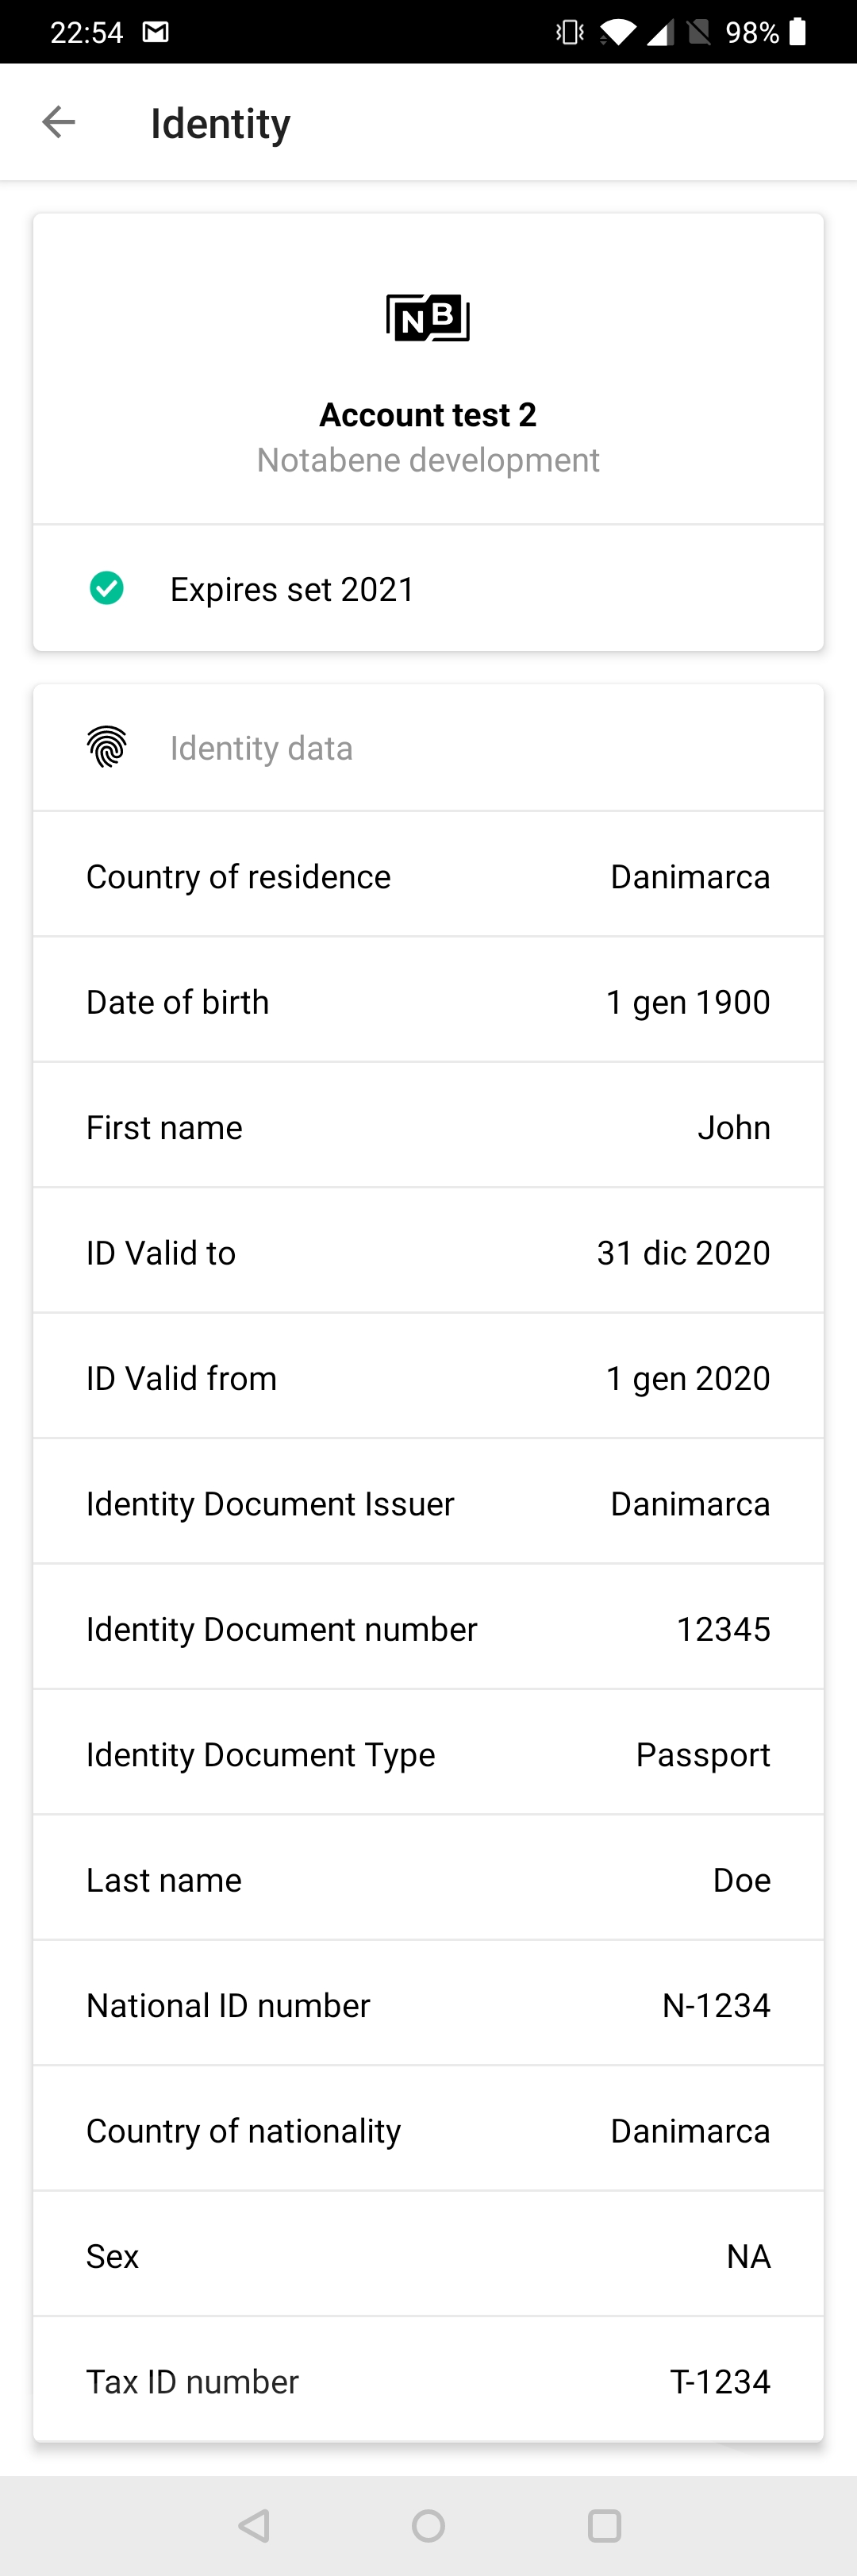 22:54 98%
Identity
NB
Account test 2
Notabene development
Expires set 2021
Identity data
Country of residence Danimarca
Date of birth 1 gen 1900
First name John
ID Valid to 31 dic 2020
ID Valid from 1 gen 2020
Identity Document Issuer Danimarca
Identity Document number 12345
Identity Document Type Passport
Last name Doe
National ID number N-1234
Country of nationality Danimarca
Sex NA
Tax ID number T-1234